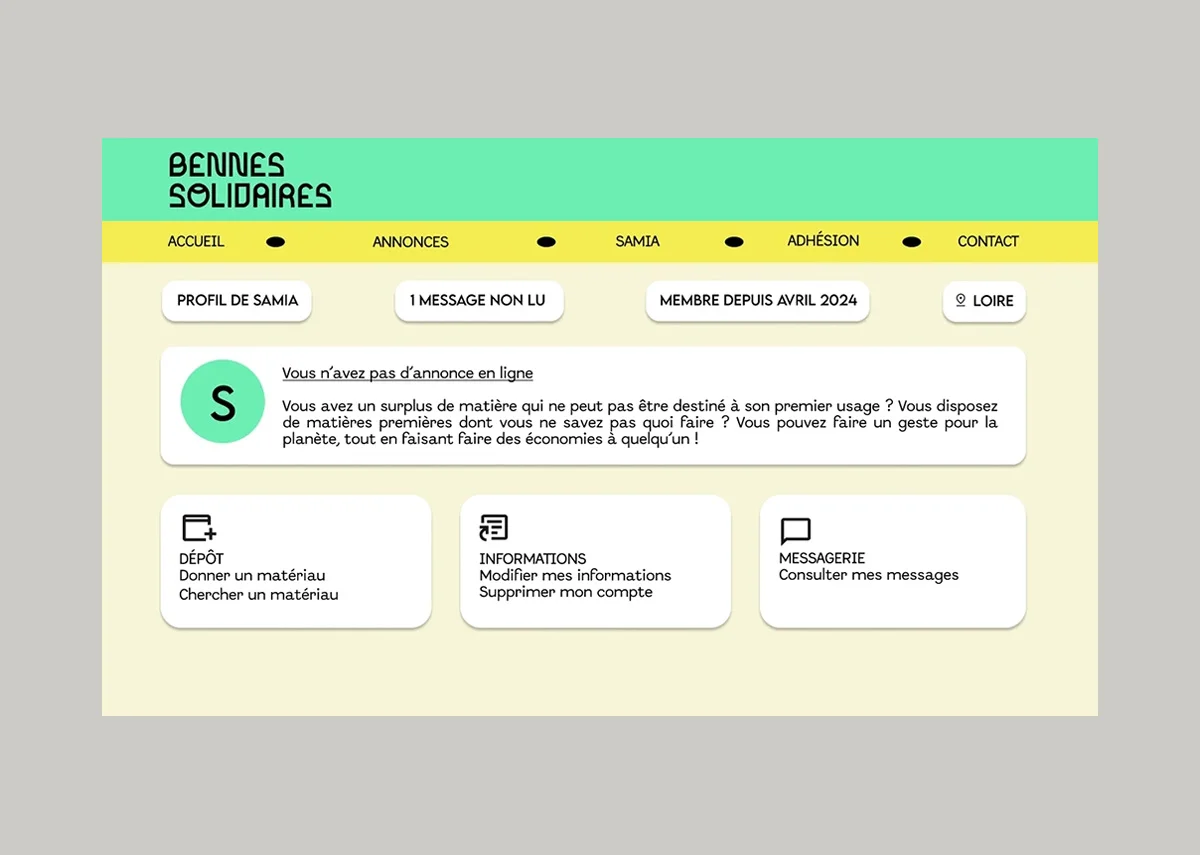 BENNES
SOLIDAIRES
ACCUEIL
ANNONCES
SAMIA
ADHÉSION
CONTACT
PROFIL DE SAMIA
1 MESSAGE NON LU
MEMBRE DEPUIS AVRIL 2024
LOIRE
S
Vous n'avez pas d'annonce en ligne
Vous avez un surplus de matière qui ne peut pas être destiné à son premier usage ? Vous disposez
de matières premières dont vous ne savez pas quoi faire ? Vous pouvez faire un geste pour la
planète, tout en faisant faire des économies à quelqu'un !
DÉPÔT
Donner un matériau
Chercher un matériau
INFORMATIONS
Modifier mes informations
Supprimer mon compte
MESSAGERIE
Consulter mes messages